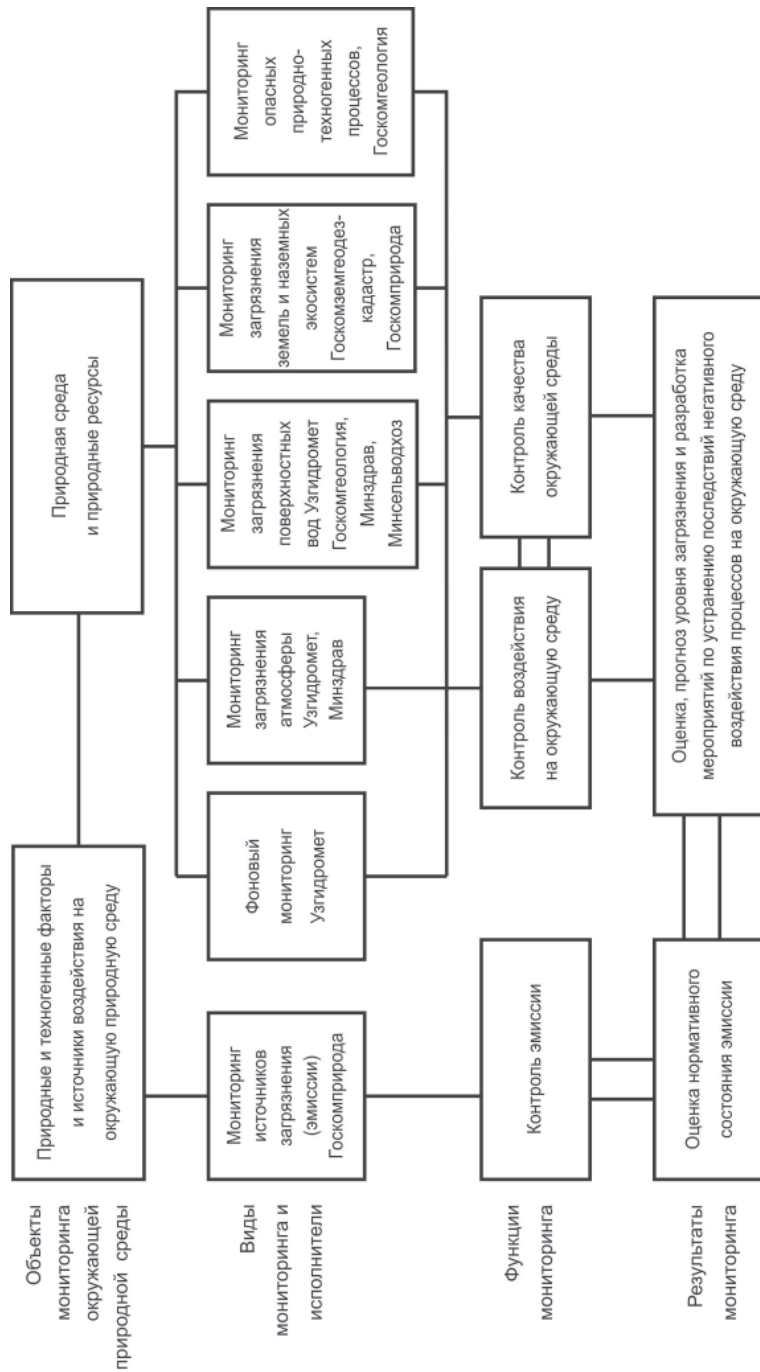 Объекты
мониторинга
окружающей
природной среды
Природные и техногенные факторы
и источники воздействия на
окружающую природную среду
Природная среда
и природные ресурсы
Виды
мониторинга и
исполнители
Мониторинг
источников
загрязнения
(эмиссии)
Госкомприрода
Фоновый
мониторинг
Узгидромет
Мониторинг
загрязнения
атмосферы
Узгидромет,
Минздрав
Мониторинг
загрязнения
поверхностных
вод Узгидромет
Госкомгеология,
Минздрав,
Минсельводхоз
Мониторинг
загрязнения
земель и наземных
экосистем
Госкомземгеодез-
кадастр,
Госкомприрода
Мониторинг
опасных
природно-
техногенных
процессов,
Госкомгеология
Функции
мониторинга
Контроль эмиссии
Контроль воздействия
на окружающую среду
Контроль качества
окружающей среды
Результаты
мониторинга
Оценка нормативного
состояния эмиссии
Оценка, прогноз уровня загрязнения и разработка
мероприятий по устранению последствий негативного
воздействия процессов на окружающую среду